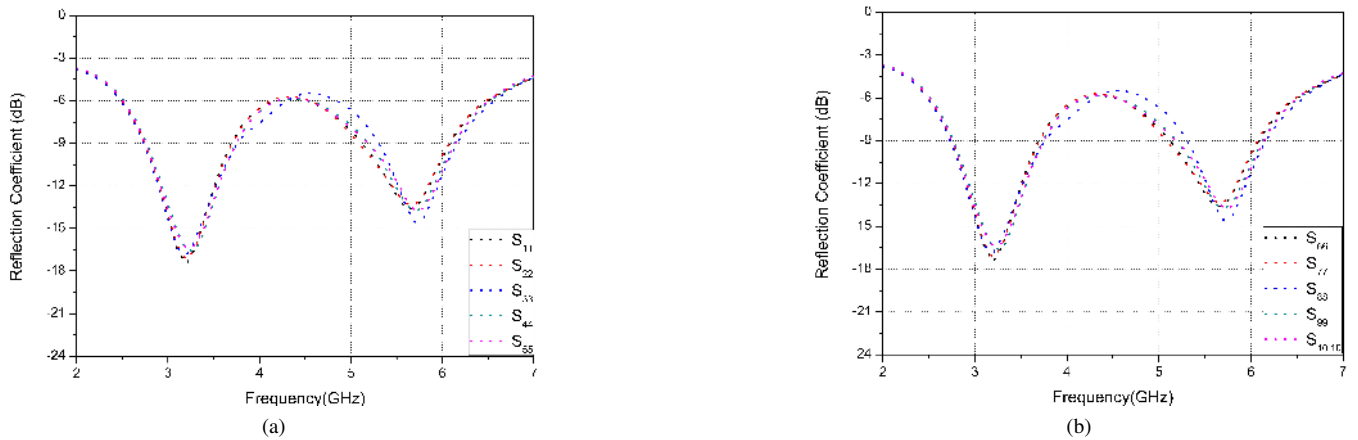 0
-3
-6
-9
-12
-15
-18
-21
-24
Reflection Coefficient (dB)
2 3 4 5 6 7
Frequency(GHz)
S11
S22
S33
S44
S55
(a)
0
-3
-6
-9
-12
-15
-18
-21
24
Reflection Coefficient (dB)
2 3 4 5 6 7
Frequency(GHz)
S66
S77
S88
S99
S10,10
(b)